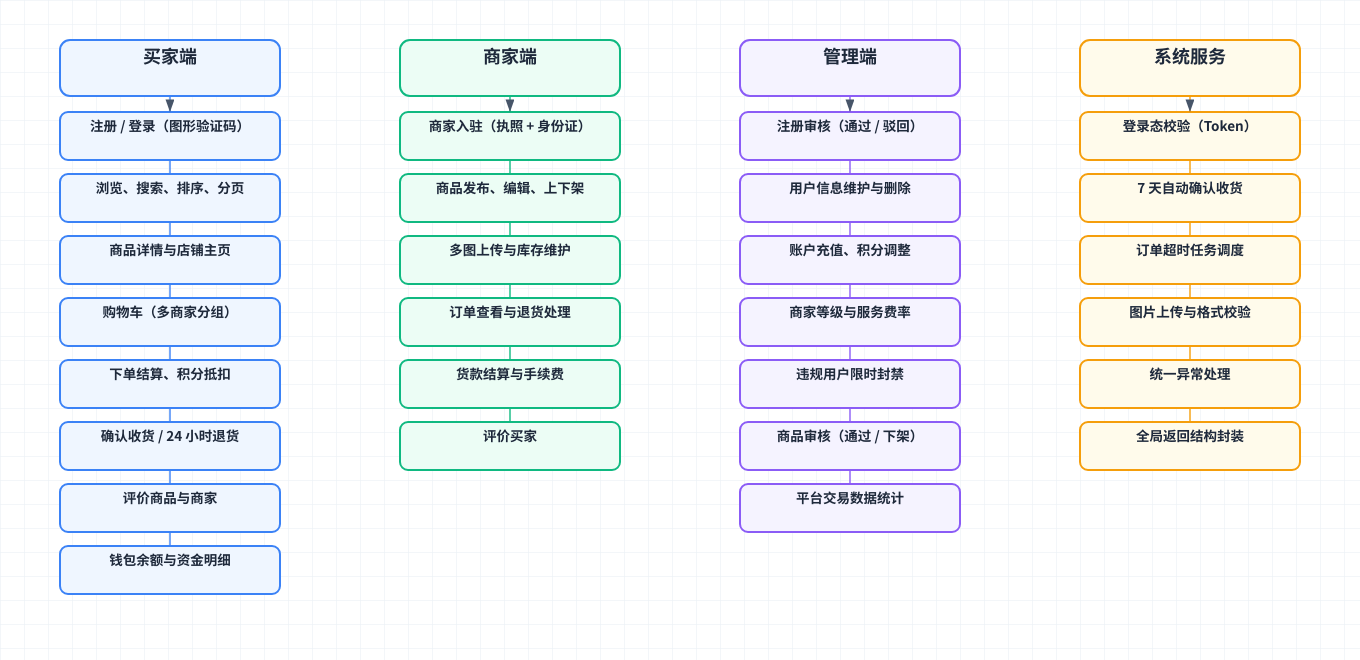 买家端
注册 / 登录（图形验证码）
浏览、搜索、排序、分页
商品详情与店铺主页
购物车（多商家分组）
下单结算、积分抵扣
确认收货 / 24 小时退货
评价商品与商家
钱包余额与资金明细
商家端
商家入驻（执照 + 身份证）
商品发布、编辑、上下架
多图上传与库存维护
订单查看与退货处理
货款结算与手续费
评价买家
管理端
注册审核（通过 / 驳回）
用户信息维护与删除
账户充值、积分调整
商家等级与服务费率
违规用户限时封禁
商品审核（通过 / 下架）
平台交易数据统计
系统服务
登录态校验（Token）
7 天自动确认收货
订单超时任务调度
图片上传与格式校验
统一异常处理
全局返回结构封装